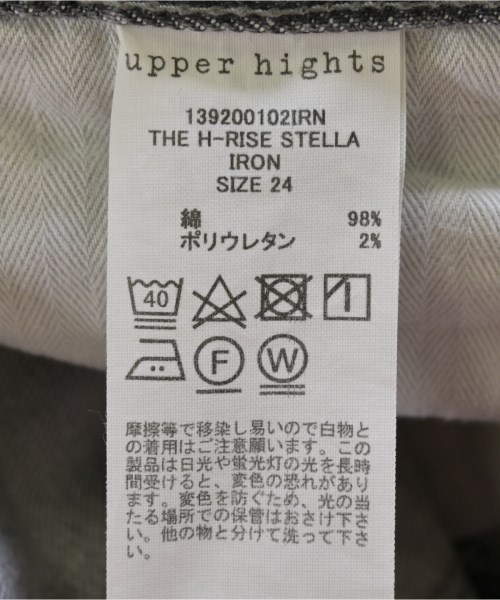 upper hights
139200102IRN
THE H-RISE STELLA
IRON
SIZE 24
綿 98%
ポリウレタン 2%
40
F W
摩擦等で移染し易いので白物と
の着用はご注意願います。この
製品は日光や蛍光灯の光を長時
間受けると、変色の恐れがあり
ます。変色を防ぐため、光の当
たる場所での保管はおさけ下さ
い。他の物と分けて洗って下さ
い。